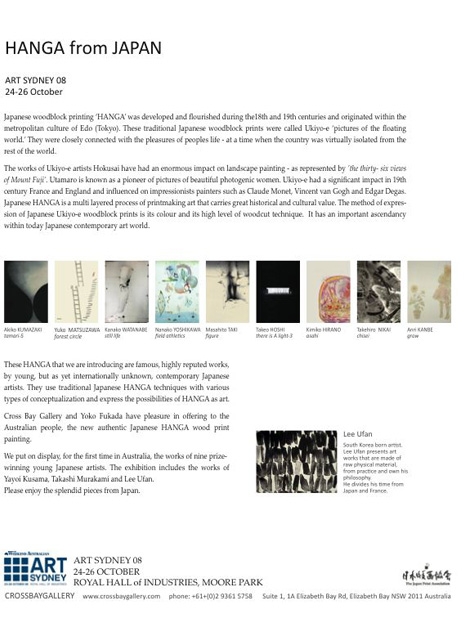 HANGA from JAPAN
ART SYDNEY 08
24-26 October
Japanese woodblock printing 'HANGA' was developed and flourished during the18th and 19th centuries and originated within the
metropolitan culture of Edo (Tokyo). These traditional Japanese woodblock prints were called Ukiyo-e 'pictures of the floating
world.' They were closely connected with the pleasures of peoples life - at a time when the country was virtually isolated from the
rest of the world.
The works of Ukiyo-e artists Hokusai have had an enormous impact on landscape painting - as represented by 'the thirty- six views
of Mount Fuji'. Utamaro is known as a pioneer of pictures of beautiful photogenic women. Ukiyo-e had a significant impact in 19th
century France and England and influenced on impressionists painters such as Claude Monet, Vincent van Gogh and Edgar Degas.
Japanese HANGA is a multi layered process of printmaking art that carries great historical and cultural value. The method of expres-
sion of Japanese Ukiyo-e woodblock prints is its colour and its high level of woodcut technique. It has an important ascendancy
within today Japanese contemporary art world.
Aleko KUMAZAKI
tamari-5
Yuko MATSUZAWA
forest circle
Kanako WATANABE
still life
Nanako YOSHIKAWA
field athletics
Masahito TAKI
figure
Takeo HOSHI
there is A light-3
Kimiko HIRANO
asahi
Takehiro NIKAI
chisei
Anri KANBE
grow
These HANGA that we are introducing are famous, highly reputed works,
by young, but as yet internationally unknown, contemporary Japanese
artists. They use traditional Japanese HANGA techniques with various
types of conceptualization and express the possibilities of HANGA as art.
Cross Bay Gallery and Yoko Fukada have pleasure in offering to the
Australian people, the new authentic Japanese HANGA wood print
painting.
We put on display, for the first time in Australia, the works of nine prize-
winning young Japanese artists. The exhibition includes the works of
Yayoi Kusama, Takashi Murakami and Lee Ufan.
Please enjoy the splendid pieces from Japan.
Lee Ufan
South Korea born artist.
Lee Ufan presents art
works that are made of
raw physical material,
from practice and own his
philosophy.
He divides his time from
Japan and France.
ART
SYDNEY
ART SYDNEY 08
24-26 OCTOBER
ROYAL HALL of INDUSTRIES, MOORE PARK
The Japan Print Association
CROSSBAYGALLERY www.crossbaygallery.com phone; +61+(0)2 9361 5758 Suite 1, 1A Elizabeth Bay Rd, Elizabeth Bay NSW 2011 Australia